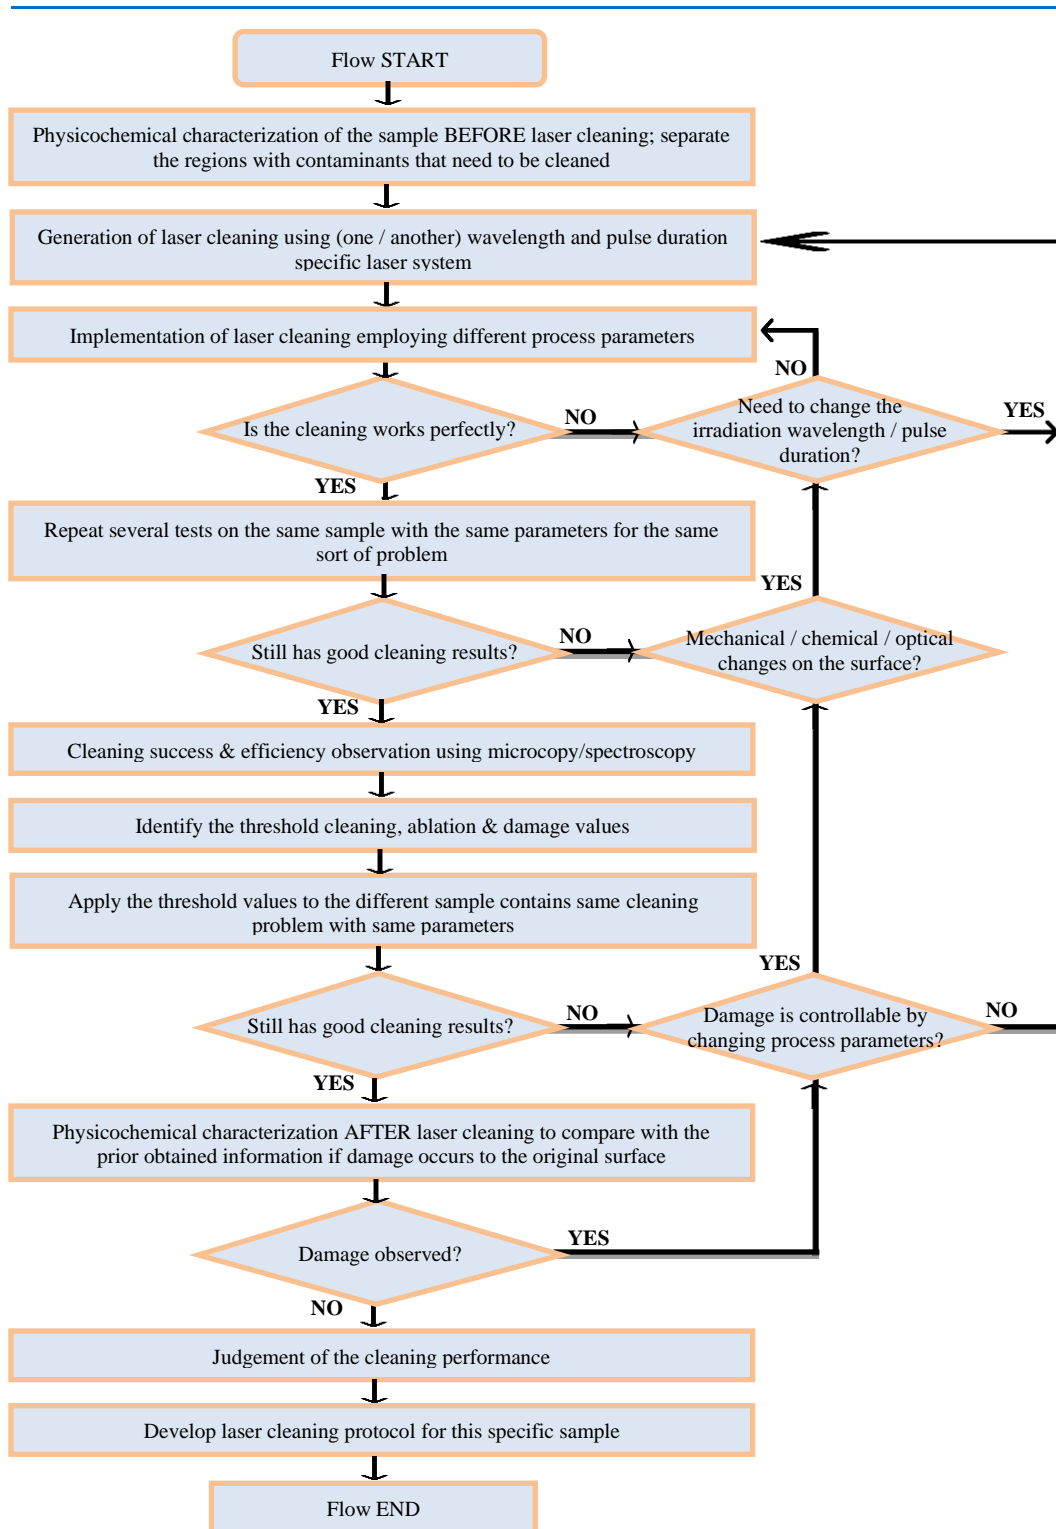 Flow START
Physicochemical characterization of the sample BEFORE laser cleaning; separate
the regions with contaminants that need to be cleaned
Generation of laser cleaning using (one / another) wavelength and pulse duration
specific laser system
Implementation of laser cleaning employing different process parameters
NO
Is the cleaning works perfectly?
NO
Need to change the
irradiation wavelength / pulse
duration?
YES
YES
Repeat several tests on the same sample with the same parameters for the same
sort of problem
YES
Still has good cleaning results?
NO
Mechanical / chemical / optical
changes on the surface?
YES
Cleaning success & efficiency observation using microcopy/spectroscopy
Identify the threshold cleaning, ablation & damage values
Apply the threshold values to the different sample contains same cleaning
problem with same parameters
YES
Still has good cleaning results?
NO
Damage is controllable by
changing process parameters?
NO
YES
Physicochemical characterization AFTER laser cleaning to compare with the
prior obtained information if damage occurs to the original surface
Damage observed?
YES
NO
Judgement of the cleaning performance
Develop laser cleaning protocol for this specific sample
Flow END